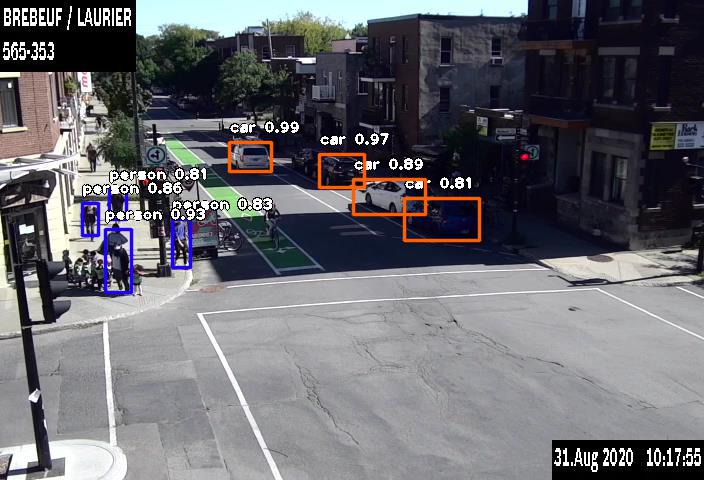 BREBEUF / LAURIER
565-353
car 0.99
car 0.97
car 0.89
car 0.81
person 0.81
person 0.86
person 0.83
person 0.93
31.Aug 2020 10:17:55